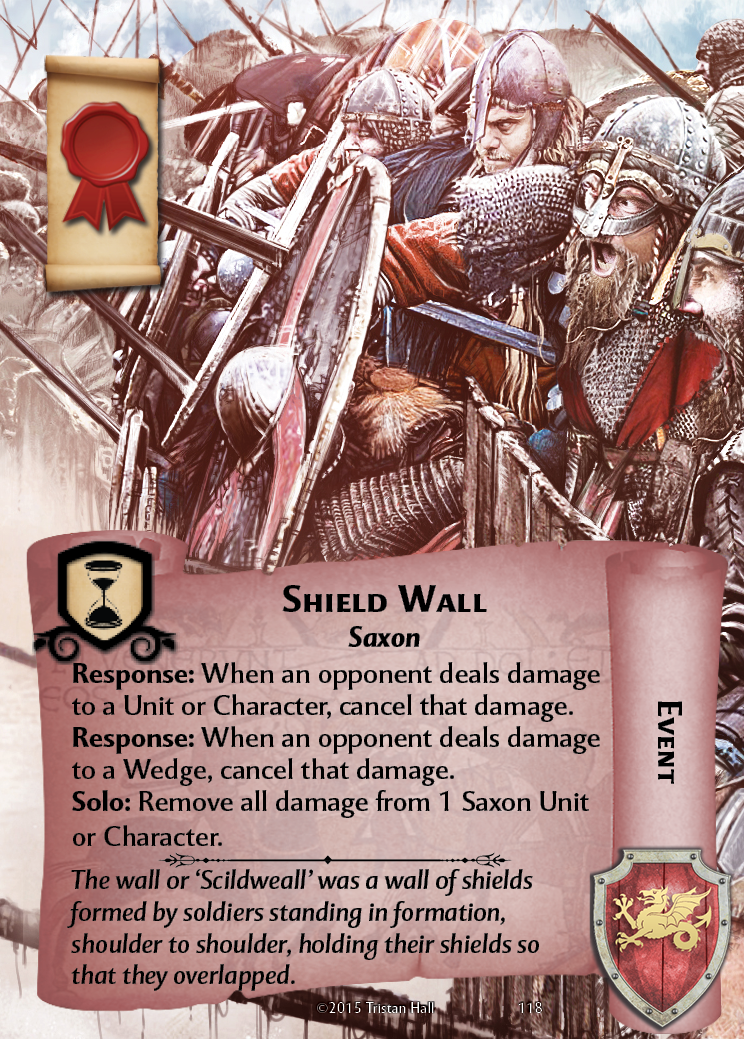 Shield Wall
Saxon
Response: When an opponent deals damage
to a Unit or Character, cancel that damage.
Response: When an opponent deals damage
to a Wedge, cancel that damage.
Solo: Remove all damage from 1 Saxon Unit
or Character.
The wall or ‘Scildweall’ was a wall of shields
formed by soldiers standing in formation,
shoulder to shoulder, holding their shields so
that they overlapped.
Event
©2015 Tristan Hall 118